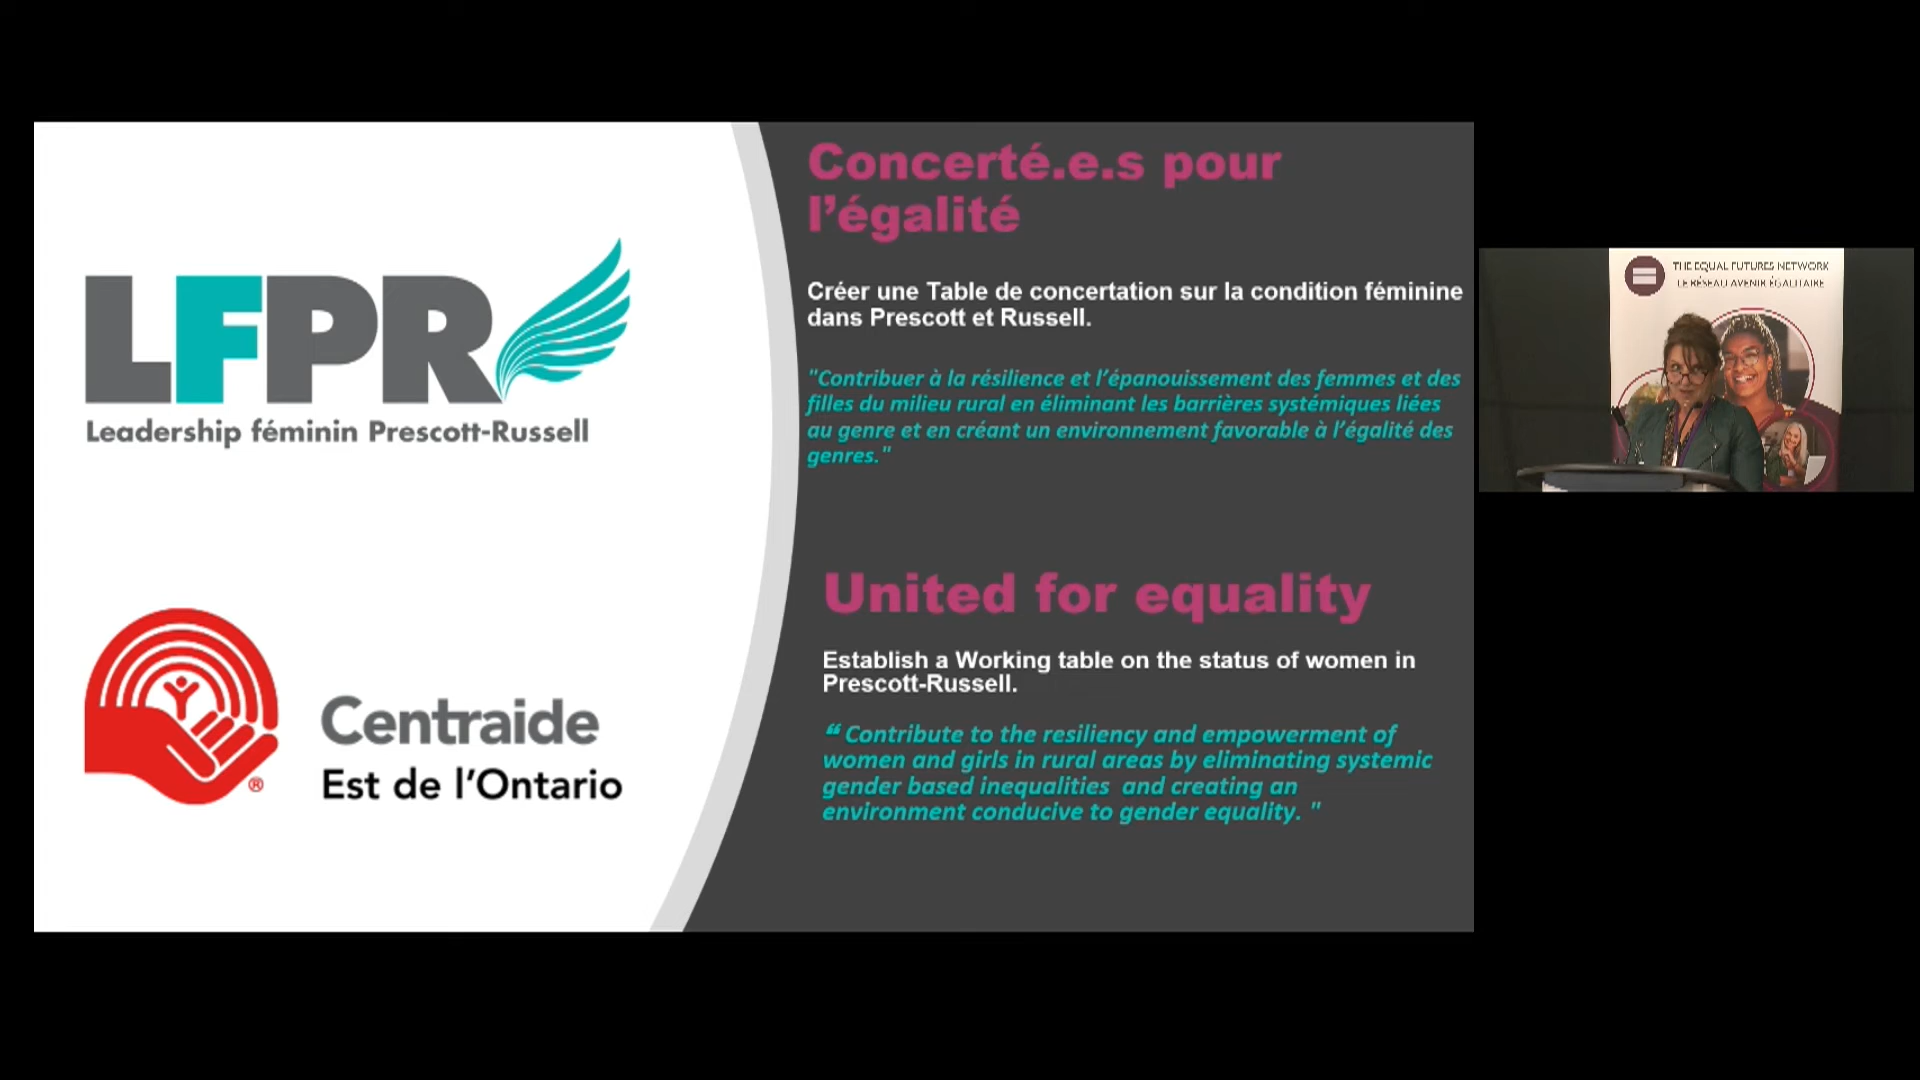 LFPR
Leadership féminin Prescott-Russell
Centraide
Est de l'Ontario
®
Concerté.e.s pour
l'égalité
Créer une Table de concertation sur la condition féminine
dans Prescott et Russell.
"Contribuer à la résilience et l'épanouissement des femmes et des
filles du milieu rural en éliminant les barrières systémiques liées
au genre et en créant un environnement favorable à l'égalité des
genres."
United for equality
Establish a Working table on the status of women in
Prescott-Russell.
“ Contribute to the resiliency and empowerment of
women and girls in rural areas by eliminating systemic
gender based inequalities  and creating an
environment conducive to gender equality. "
THE EQUAL FUTURES NETWORK
LE RÉSEAU AVENIR ÉGALITAIRE